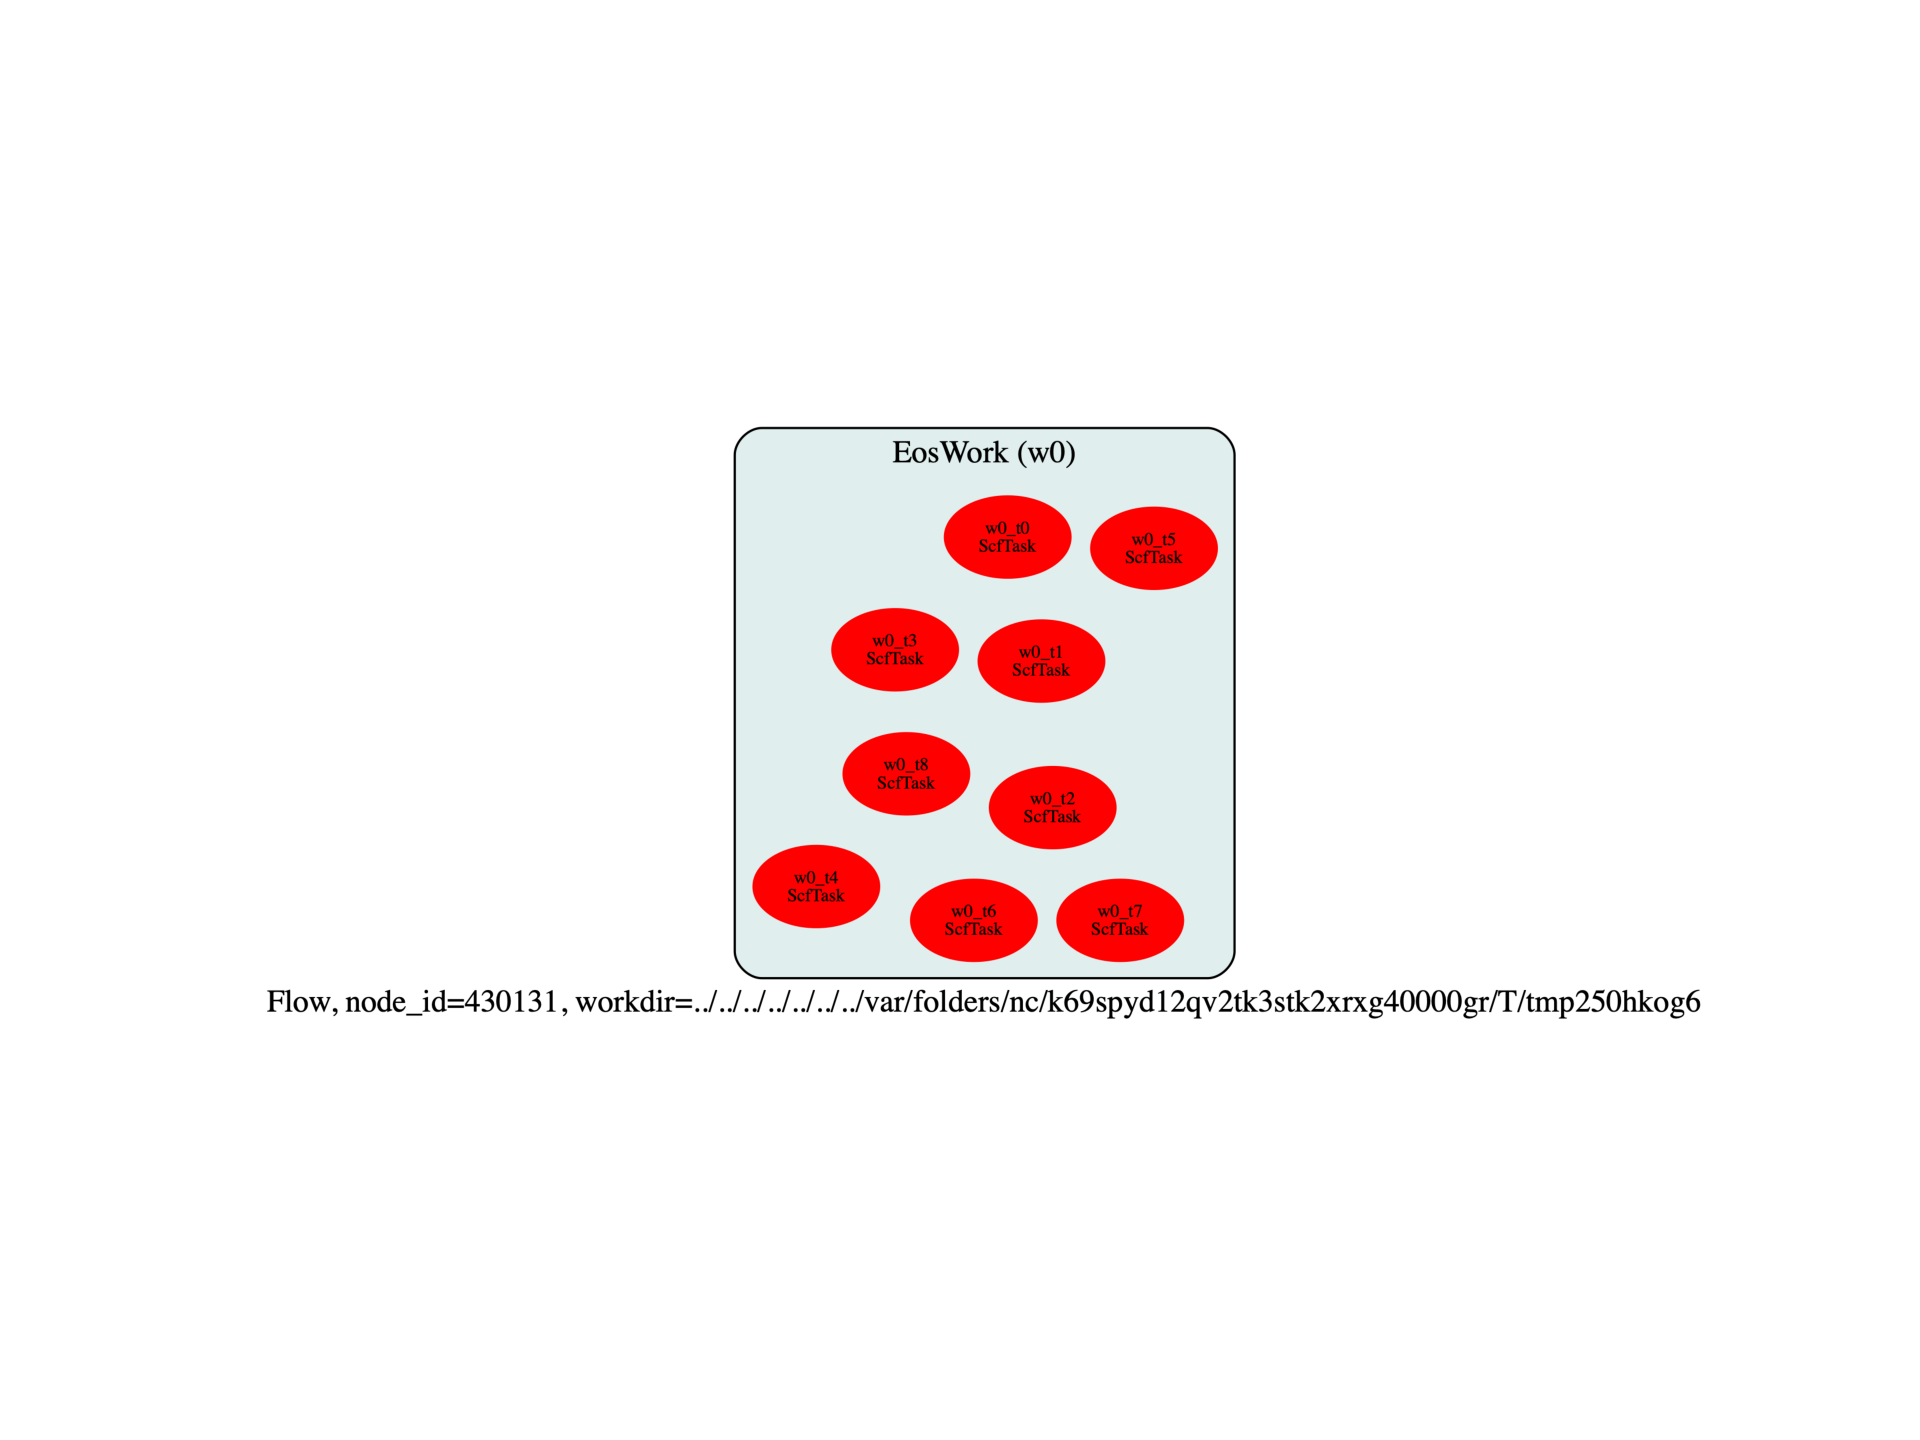 EosWork (w0)
w0_t0
ScfTask
w0_t5
ScfTask
w0_t3
ScfTask
w0_t1
ScfTask
w0_t8
ScfTask
w0_t2
ScfTask
w0_t4
ScfTask
w0_t6
ScfTask
w0_t7
ScfTask
Flow, node_id=430131, workdir=../../../../../../../var/folders/nc/k69spyd12qv2tk3stk2xrxg40000gr/T/tmp250hkog6